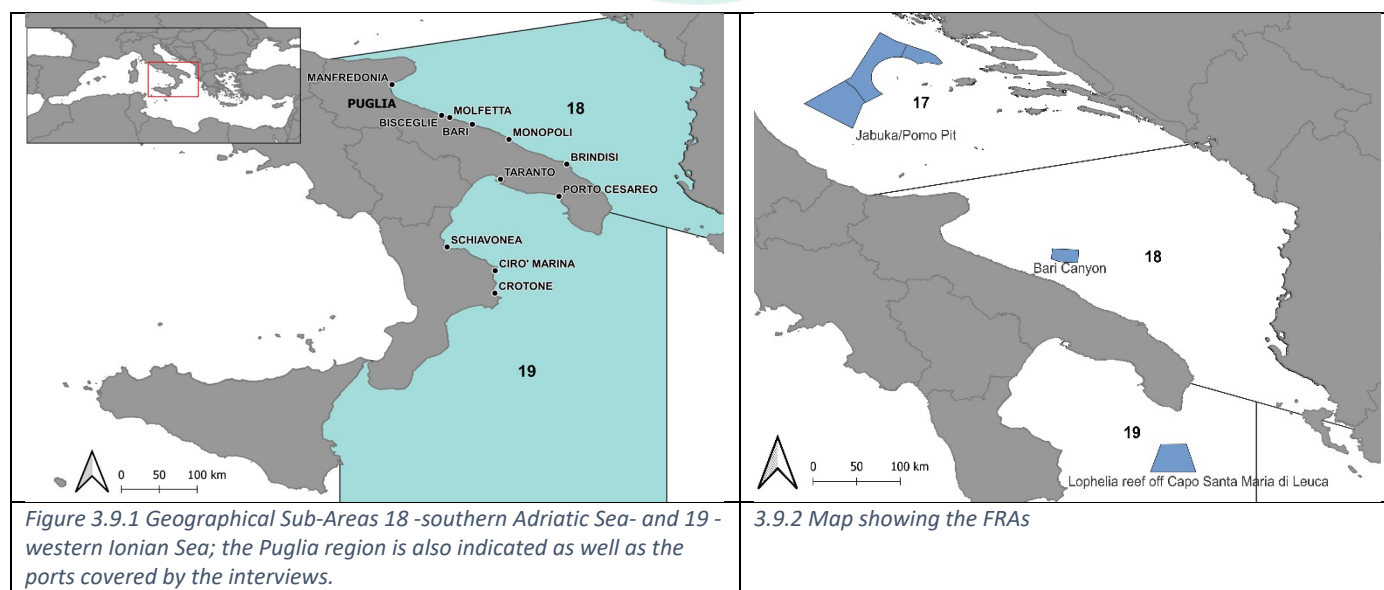 MANFREDONIA
PUGLIA
18
MOLFETTA
BISCEGLIE
BARI
MONOPOLI
BRINDISI
TARANTO
PORTO CESAREO
SCHIAVONEA
CIRO' MARINA
CROTONE
19
0 50 100 km
17
Jabuka/Pomo Pit
18
Bari Canyon
19
Lophelia reef off Capo Santa Maria di Leuca
0 50 100 km
Figure 3.9.1 Geographical Sub-Areas 18 -southern Adriatic Sea- and 19 -
western Ionian Sea; the Puglia region is also indicated as well as the
ports covered by the interviews.
3.9.2 Map showing the FRAs